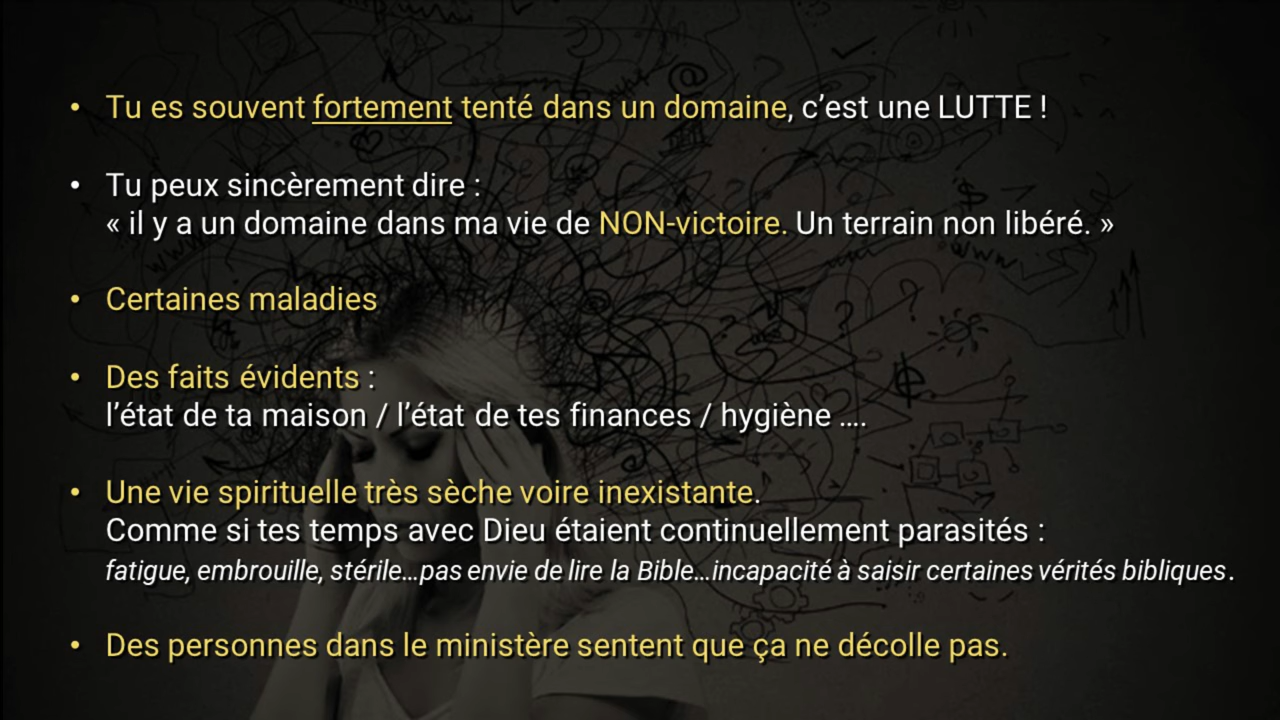 • Tu es souvent fortement tenté dans un domaine, c’est une LUTTE !
• Tu peux sincèrement dire :
« il y a un domaine dans ma vie de NON-victoire. Un terrain non libéré. »
• Certaines maladies
• Des faits évidents :
l’état de ta maison / l’état de tes finances / hygiène ….
• Une vie spirituelle très sèche voire inexistante.
Comme si tes temps avec Dieu étaient continuellement parasités :
fatigue, embrouille, stérile…pas envie de lire la Bible…incapacité à saisir certaines vérités bibliques.
• Des personnes dans le ministère sentent que ça ne décolle pas.